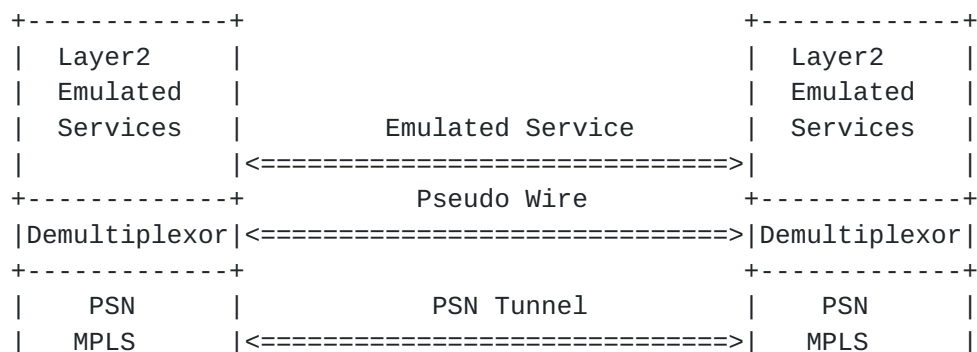 +-------------+                                +-------------+
|  Layer2     |                                |  Layer2     |
|  Emulated   |                                |  Emulated   |
|  Services   |         Emulated Service       |  Services   |
|             |<==============================>|             |
+-------------+           Pseudo Wire          +-------------+
|Demultiplexor|<==============================>|Demultiplexor|
+-------------+                                +-------------+
|    PSN      |            PSN Tunnel          |    PSN      |
|   MPLS      |<==============================>|   MPLS      |